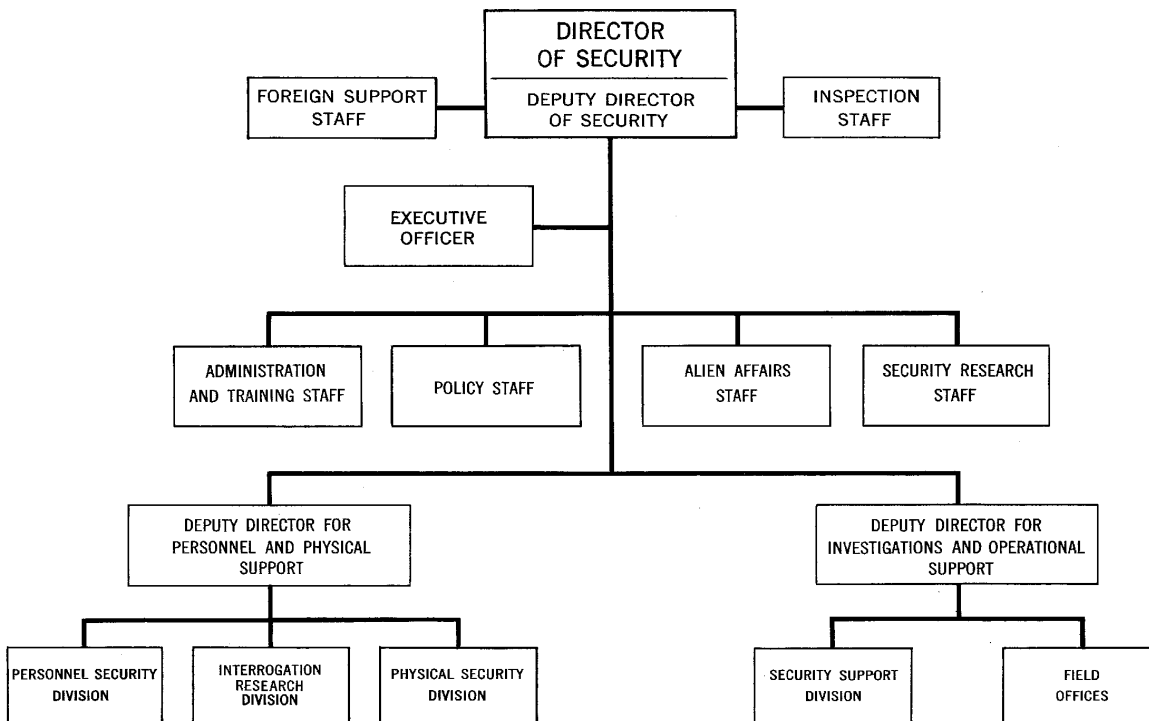 DIRECTOR
OF SECURITY
DEPUTY DIRECTOR
OF SECURITY
FOREIGN SUPPORT
STAFF
INSPECTION
STAFF
EXECUTIVE
OFFICER
ADMINISTRATION
AND TRAINING STAFF
POLICY STAFF
ALIEN AFFAIRS
STAFF
SECURITY RESEARCH
STAFF
DEPUTY DIRECTOR FOR
PERSONNEL AND PHYSICAL
SUPPORT
DEPUTY DIRECTOR FOR
INVESTIGATIONS AND OPERATIONAL
SUPPORT
PERSONNEL SECURITY
DIVISION
INTERROGATION
RESEARCH
DIVISION
PHYSICAL SECURITY
DIVISION
SECURITY SUPPORT
DIVISION
FIELD
OFFICES